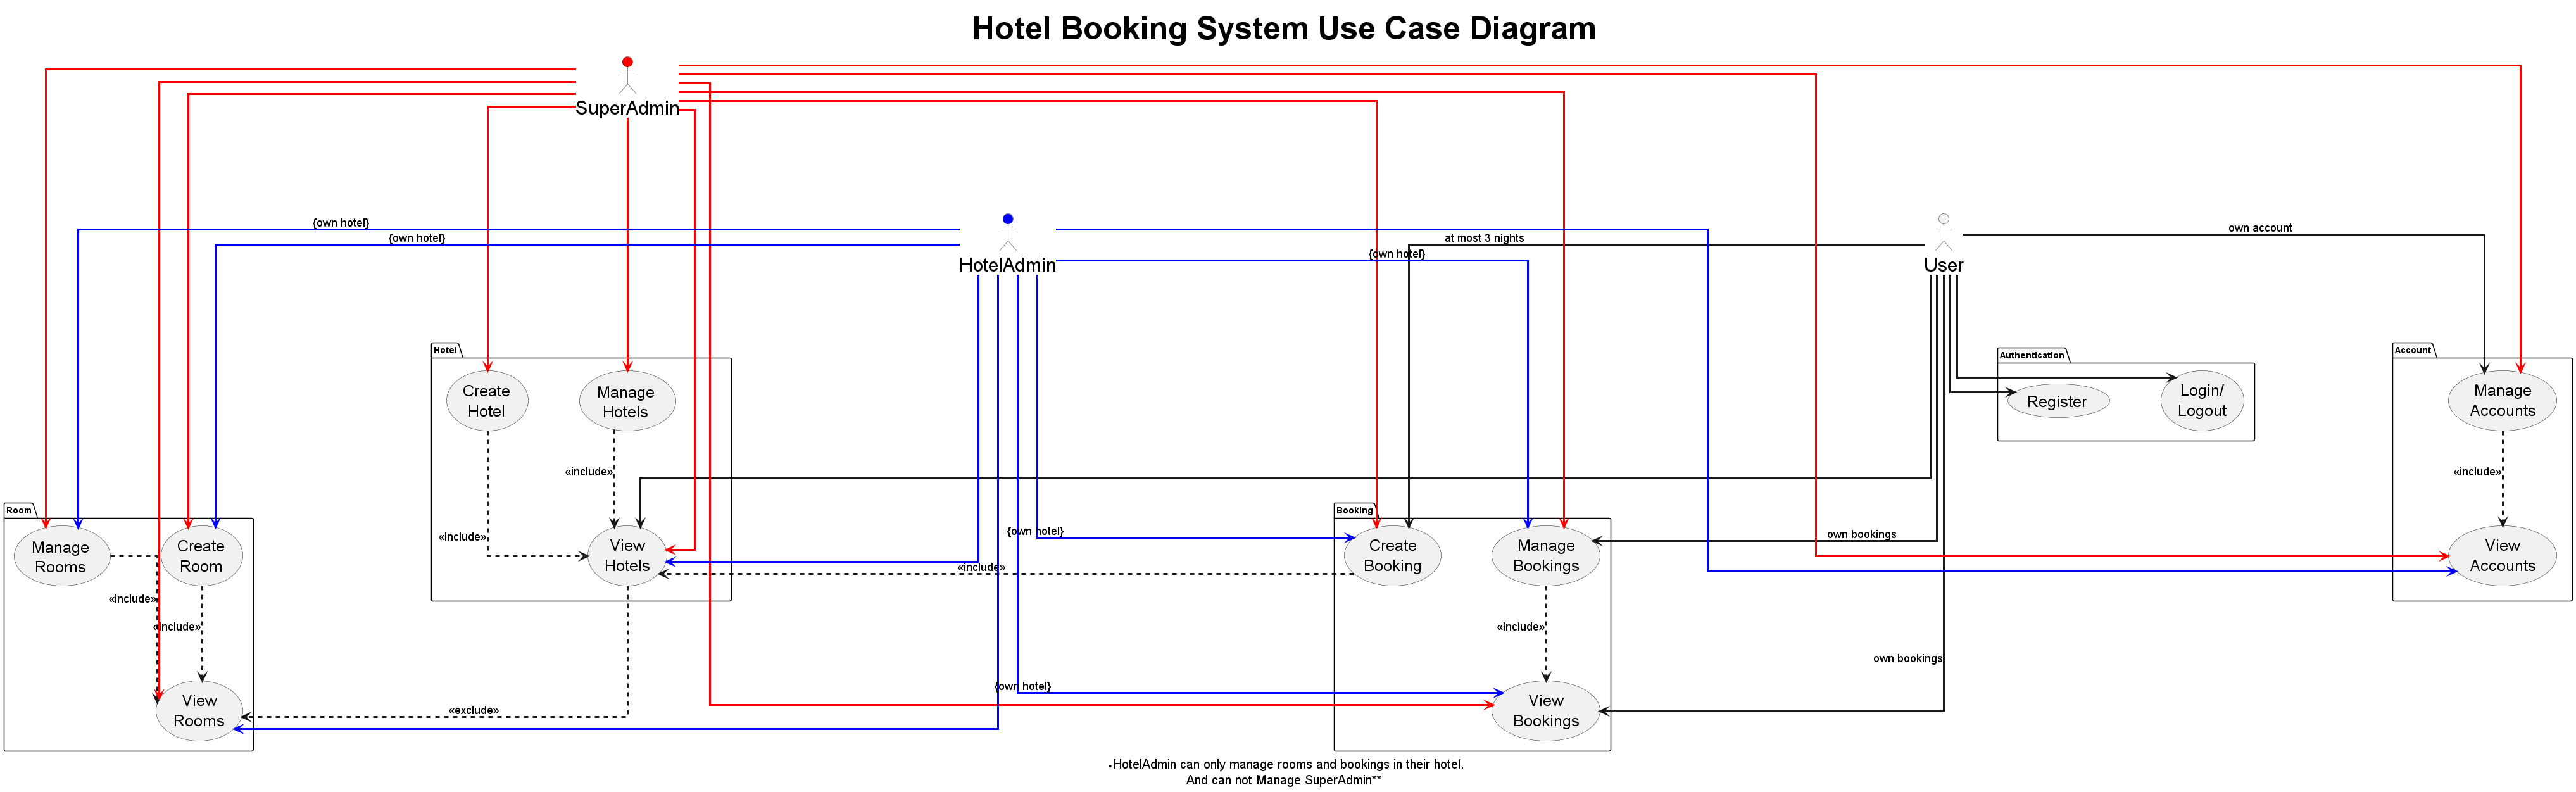 Hotel Booking System Use Case Diagram
SuperAdmin
{own hotel}
{own hotel}
HotelAdmin
{own hotel}
at most 3 nights
User
own account
Hotel
Create
Hotel
Manage
Hotels
«include»
«include»
View
Hotels
Authentication
Register
Login/
Logout
Account
Manage
Accounts
«include»
View
Accounts
Room
Manage
Rooms
Create
Room
«include»
«include»
View
Rooms
«exclude»
«include»
{own hotel}
{own hotel}
Booking
Create
Booking
Manage
Bookings
«include»
View
Bookings
own bookings
own bookings
•HotelAdmin can only manage rooms and bookings in their hotel.
And can not Manage SuperAdmin**